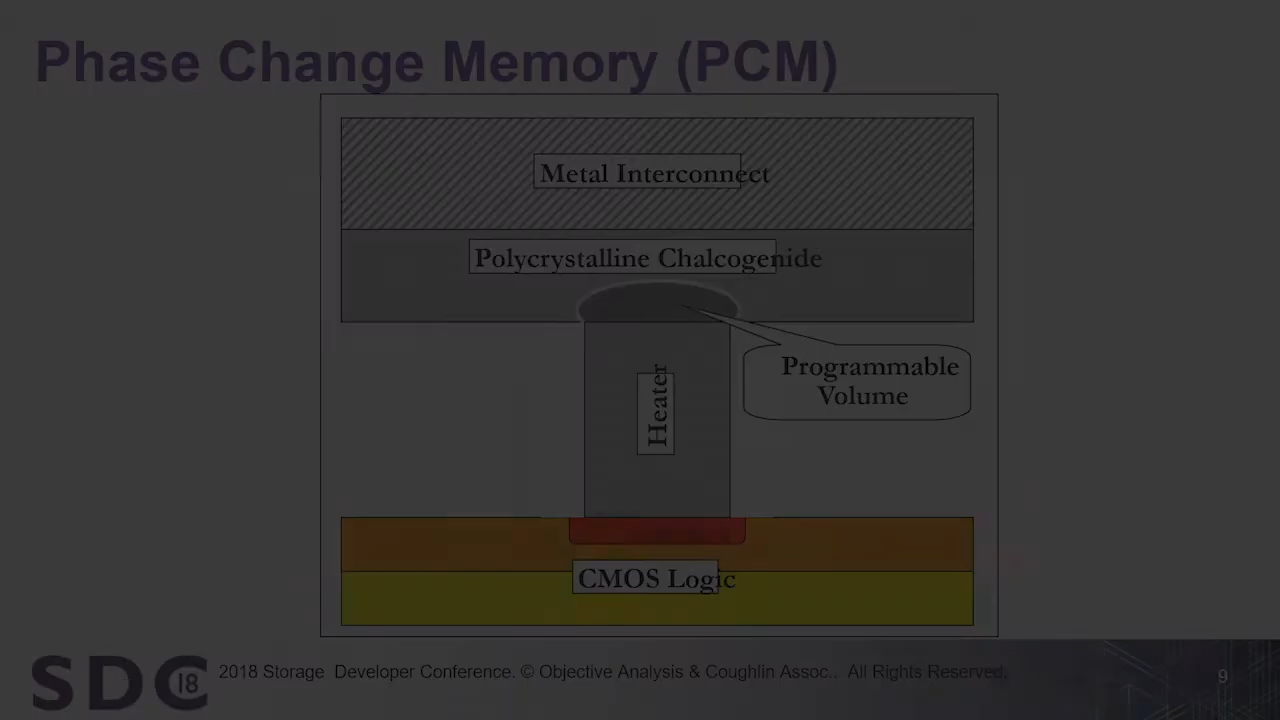 Phase Change Memory (PCM)
Metal Interconnect
Polycrystalline Chalcogenide
Programmable
Volume
Heater
CMOS Logic
SDC 18
2018 Storage Developer Conference. © Objective Analysis & Coughlin Assoc.. All Rights Reserved.
9